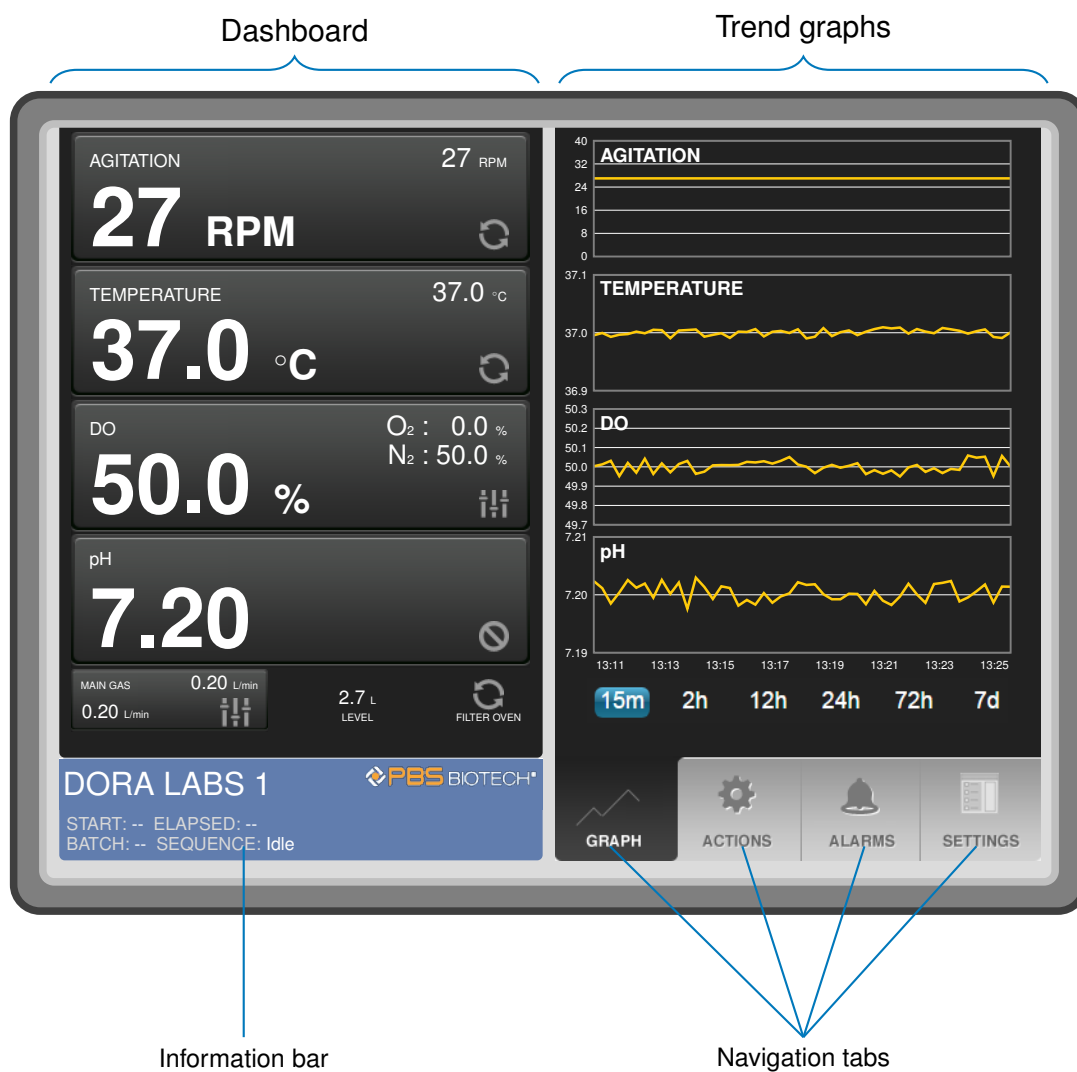 Dashboard
Trend graphs
AGITATION 27 RPM
27 RPM
TEMPERATURE 37.0 °C
37.0 °C
DO O₂ : 0.0 %
N₂ : 50.0 %
50.0 %
pH
7.20
MAIN GAS 0.20 L/min
0.20 L/min
2.7 L
LEVEL
FILTER OVEN
DORA LABS 1
PBS BIOTECH
START: -- ELAPSED: --
BATCH: -- SEQUENCE: Idle
40
AGITATION
32
24
16
8
0
37.1
TEMPERATURE
37.0
36.9
50.3
DO
50.2
50.1
50.0
49.9
49.8
49.7
7.21
pH
7.20
7.19
13:11 13:13 13:15 13:17 13:19 13:21 13:23 13:25
15m 2h 12h 24h 72h 7d
GRAPH ACTIONS ALARMS SETTINGS
Information bar
Navigation tabs